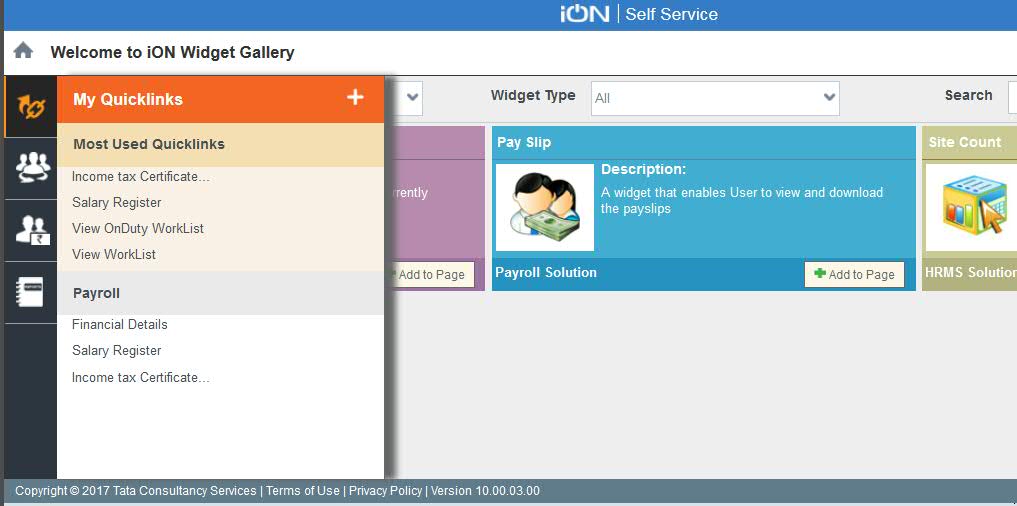 iON | Self Service
Welcome to iON Widget Gallery
My Quicklinks
Most Used Quicklinks
Income tax Certificate...
Salary Register
View OnDuty WorkList
View WorkList
Payroll
Financial Details
Salary Register
Income tax Certificate...
Widget Type
All
Search
Add to Page
Pay Slip
Description:
A widget that enables User to view and download
the payslips
Payroll Solution
Add to Page
Site Count
HRMS Solution
Copyright © 2017 Tata Consultancy Services | Terms of Use | Privacy Policy | Version 10.00.03.00